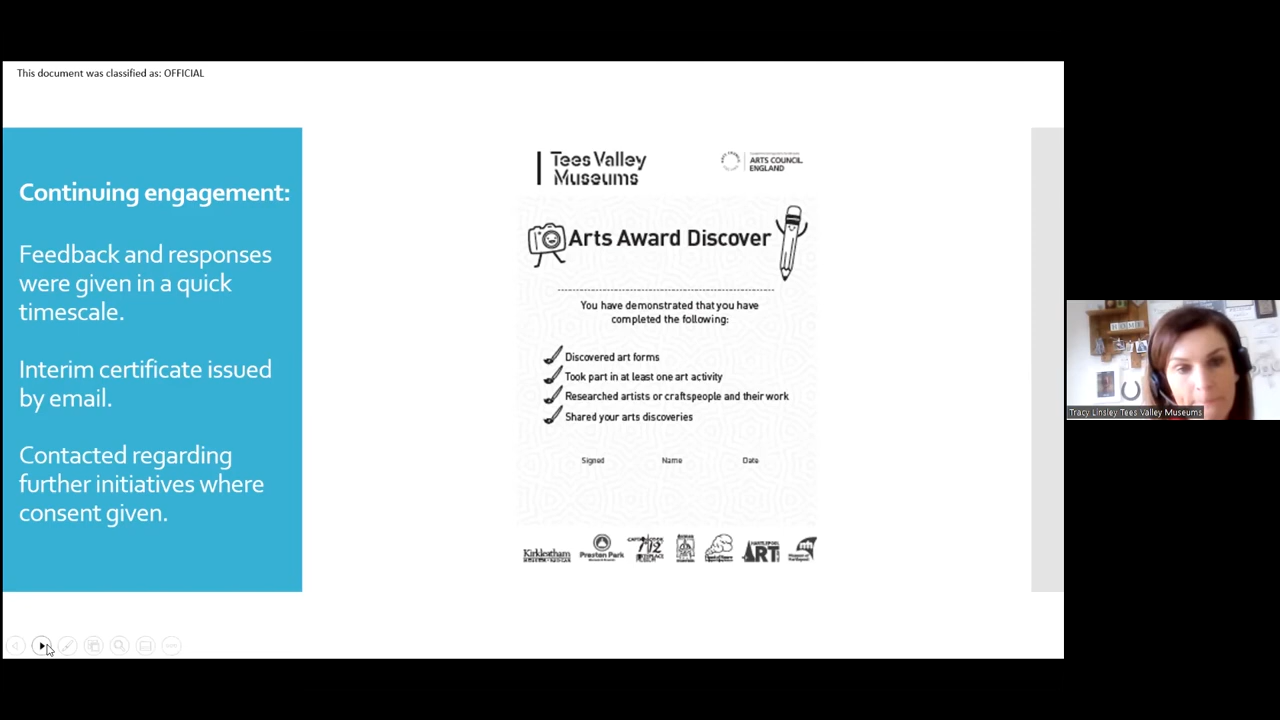 This document was classified as: OFFICIAL
Continuing engagement:
Feedback and responses
were given in a quick
timescale.
Interim certificate issued
by email.
Contacted regarding
further initiatives where
consent given.
Tees Valley
Museums
ARTS COUNCIL
ENGLAND
Arts Award Discover
You have demonstrated that you have
completed the following:
Discovered art forms
Took part in at least one art activity
Researched artists or craftspeople and their work
Shared your arts discoveries
Signed
Name
Date
Kirkleatham
Preston Park
HARTLEPOOL
ART
HOME
Tracy Linsley Tees Valley Museums